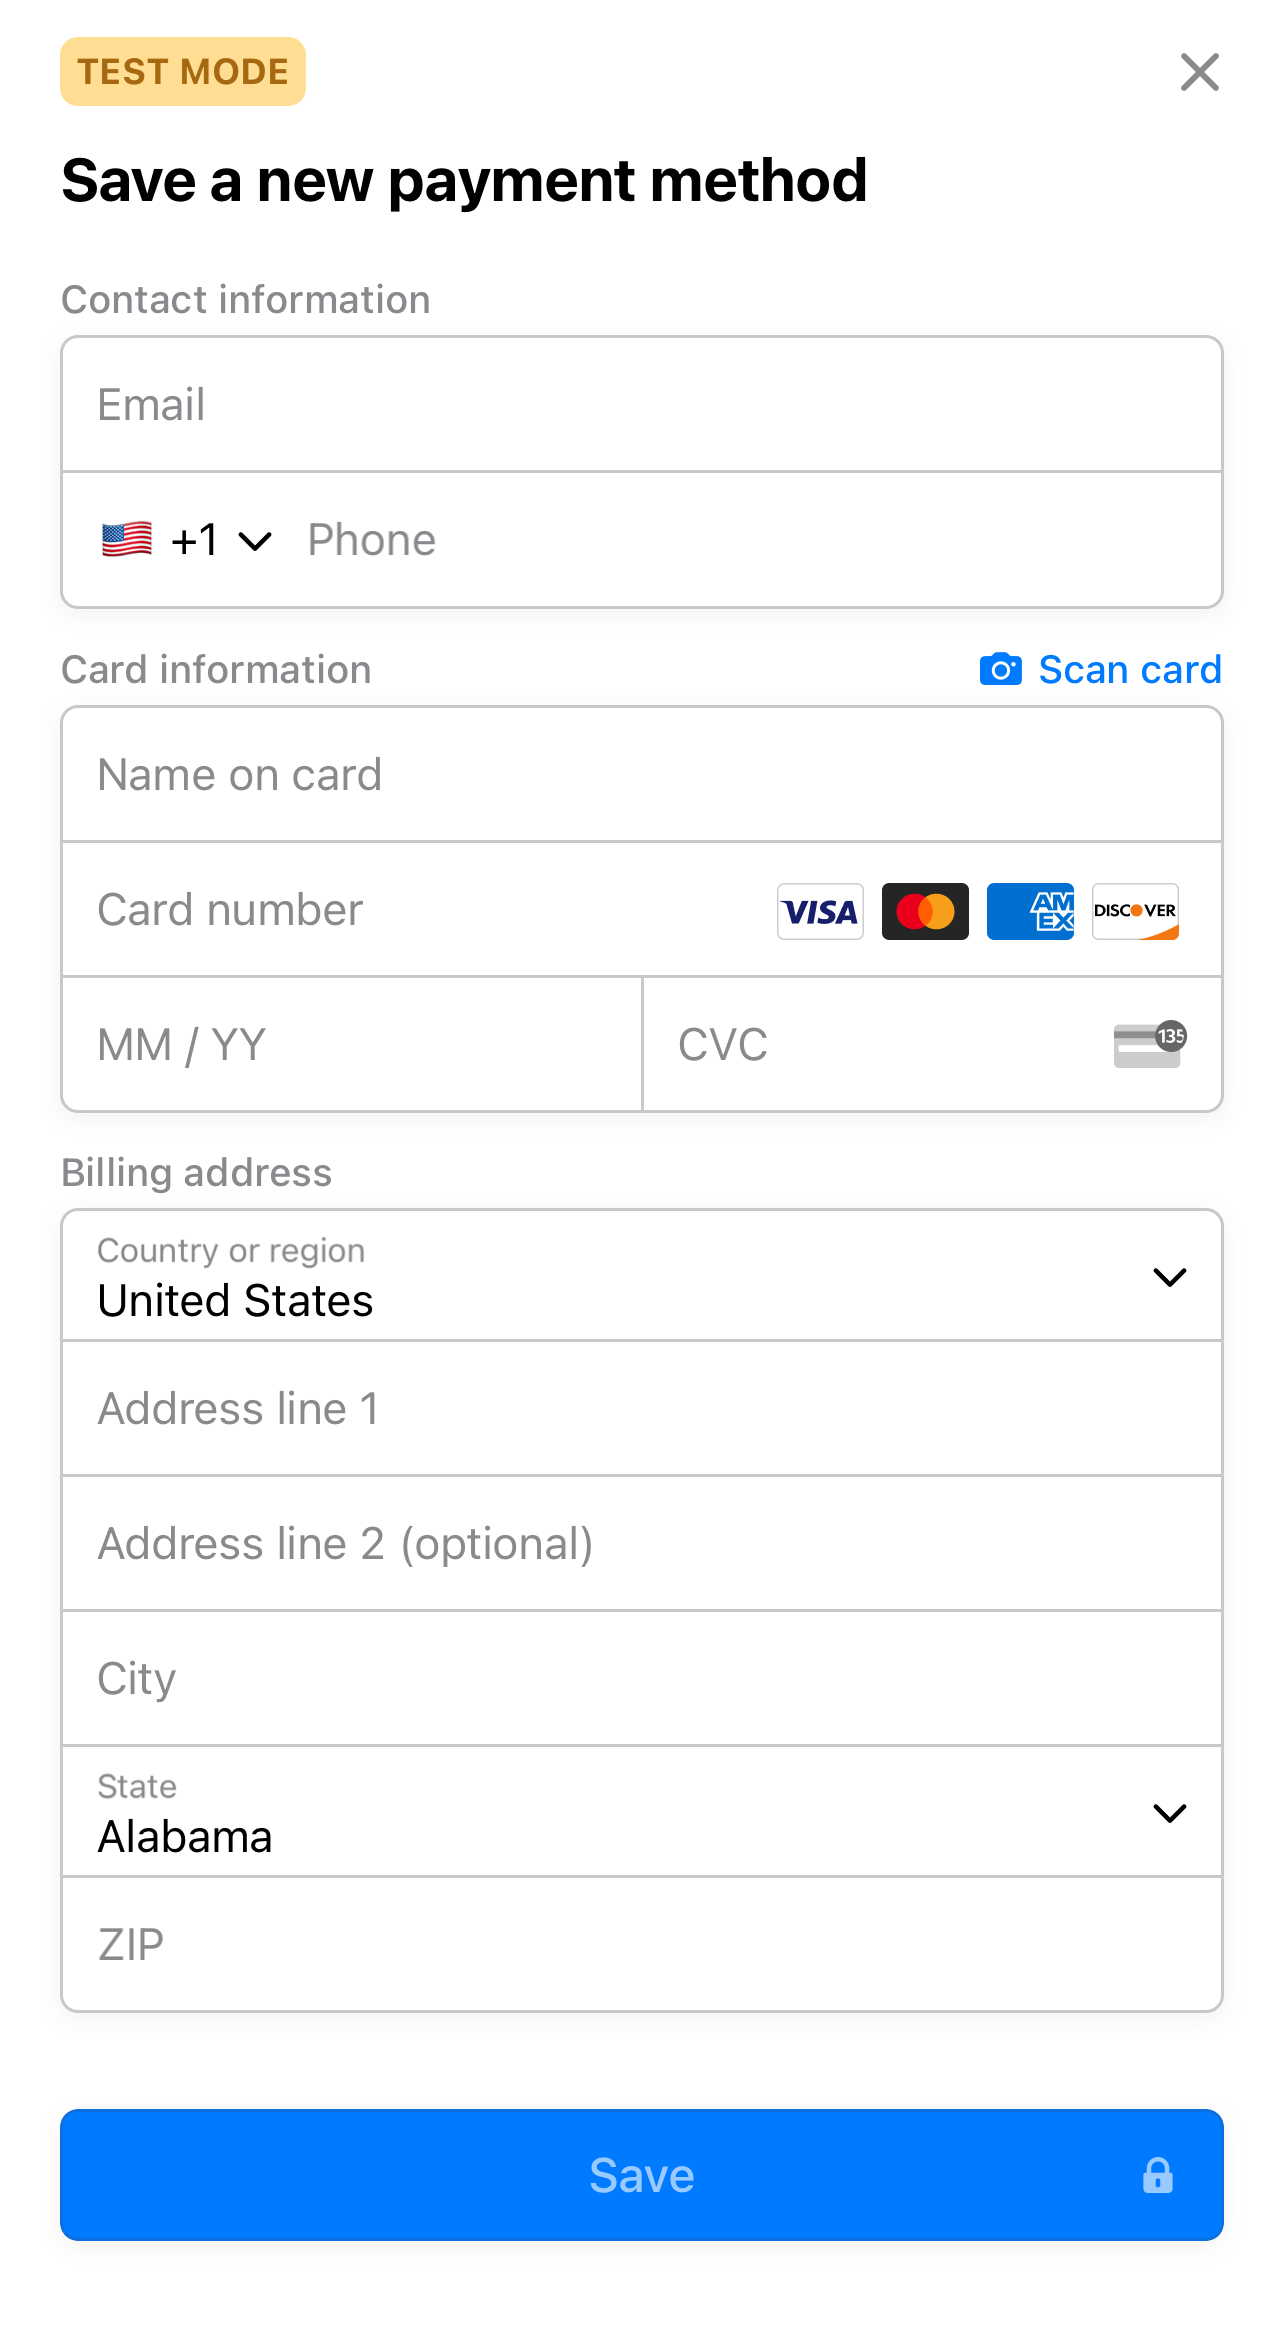 TEST MODE
Save a new payment method
Contact information
Email
+1 Phone
Card information Scan card
Name on card
Card number VISA AM EX DISCOVER
MM / YY CVC 135
Billing address
Country or region
United States
Address line 1
Address line 2 (optional)
City
State
Alabama
ZIP
Save